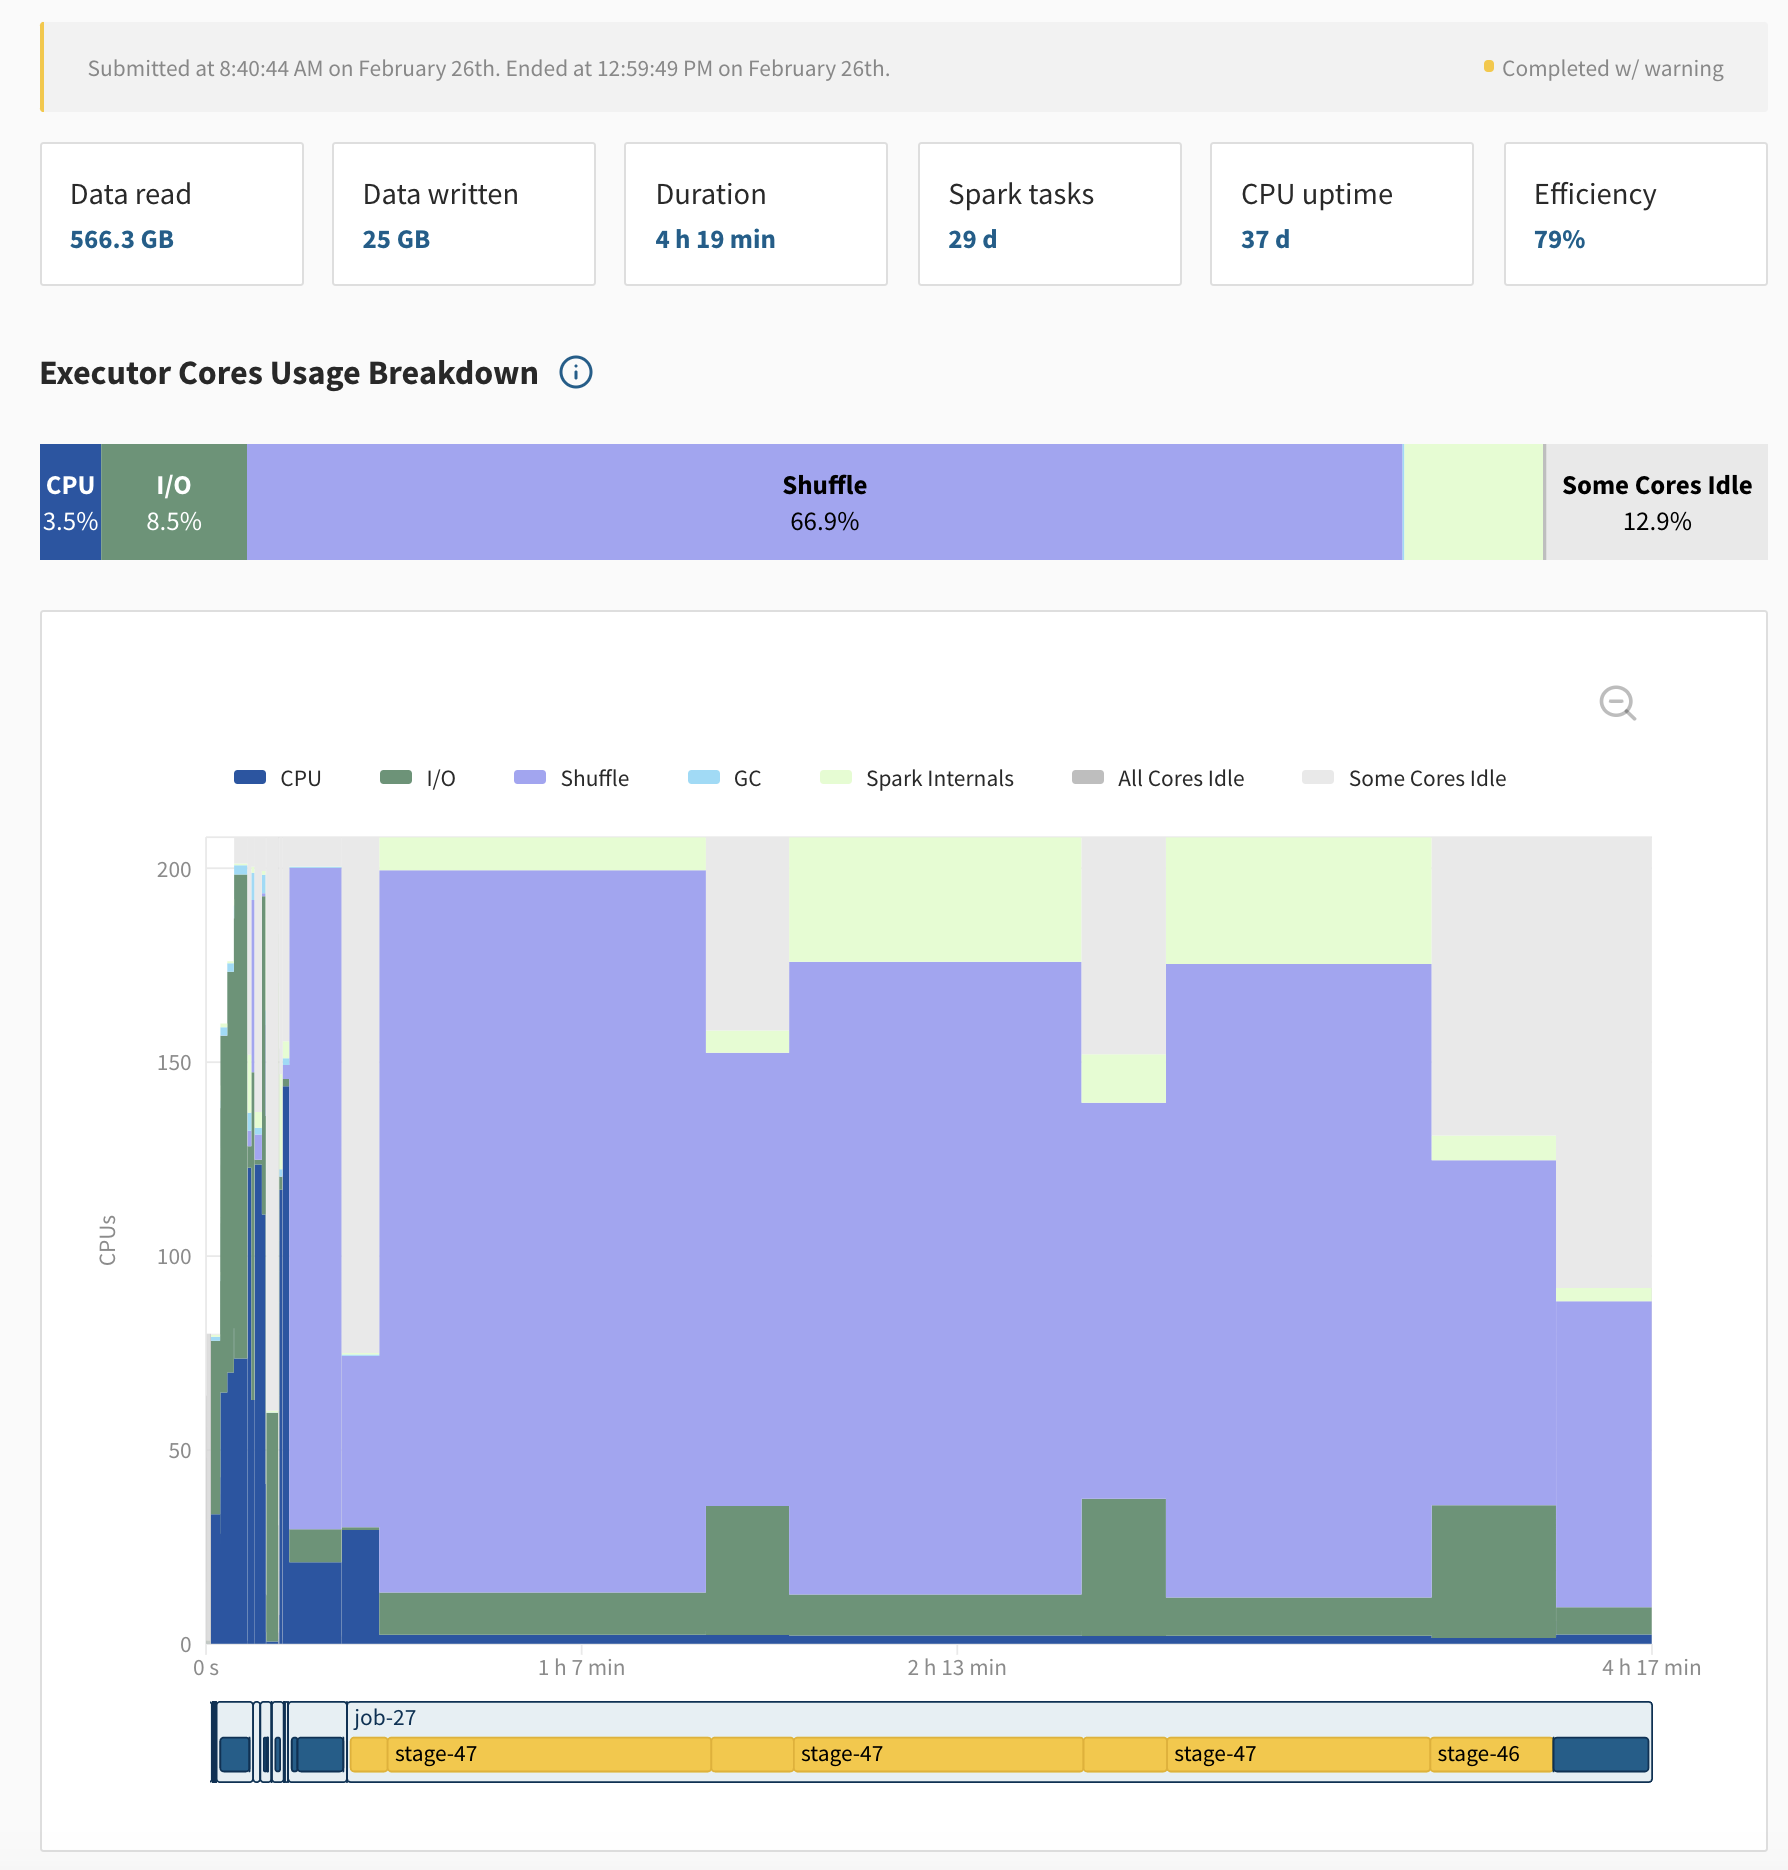 Submitted at 8:40:44 AM on February 26th. Ended at 12:59:49 PM on February 26th.
Completed w/ warning
Data read
566.3 GB
Data written
25 GB
Duration
4 h 19 min
Spark tasks
29 d
CPU uptime
37 d
Efficiency
79%
Executor Cores Usage Breakdown
CPU
3.5%
I/O
8.5%
Shuffle
66.9%
Some Cores Idle
12.9%
CPU
I/O
Shuffle
GC
Spark Internals
All Cores Idle
Some Cores Idle
200
150
100
50
0
CPUs
0 s
1 h 7 min
2 h 13 min
4 h 17 min
job-27
stage-47
stage-47
stage-47
stage-46